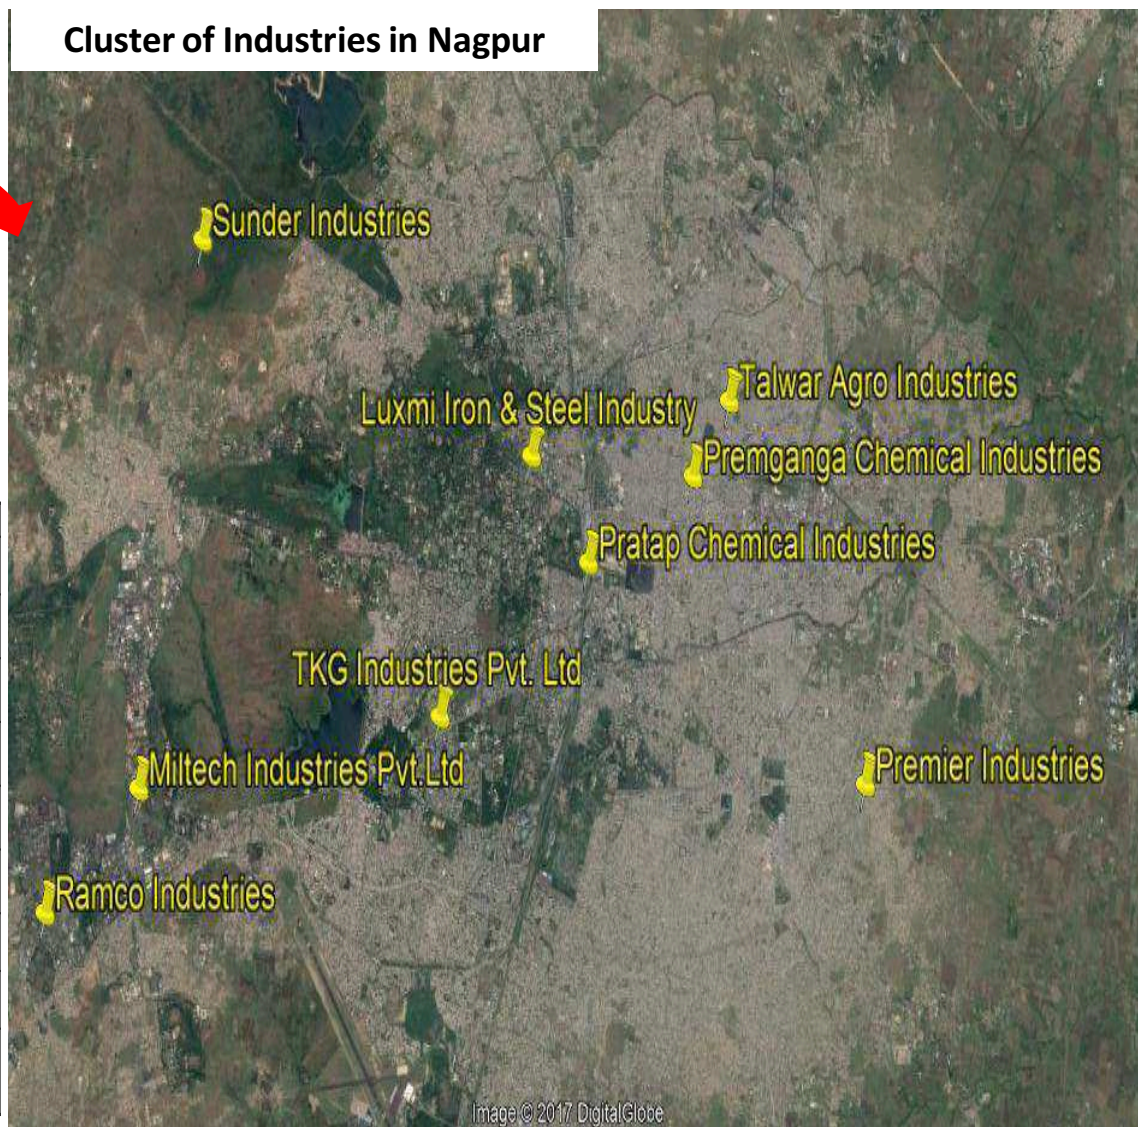 Cluster of Industries in Nagpur
Sunder Industries
Talwar Agro Industries
Luxmi Iron & Steel Industry
Premganga Chemical Industries
Pratap Chemical Industries
TKG Industries Pvt. Ltd
Premier Industries
Miltech Industries Pvt.Ltd
Ramco Industries
Image © 2017 DigitalGlobe